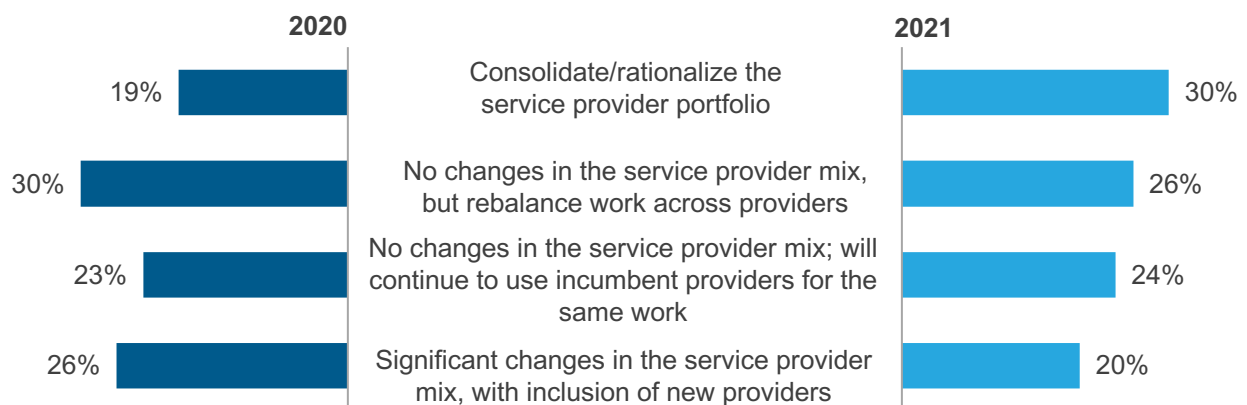 2020
2021
19%
Consolidate/rationalize the
service provider portfolio
30%
30%
No changes in the service provider mix,
but rebalance work across providers
26%
23%
No changes in the service provider mix; will
continue to use incumbent providers for the
same work
24%
26%
Significant changes in the service provider
mix, with inclusion of new providers
20%